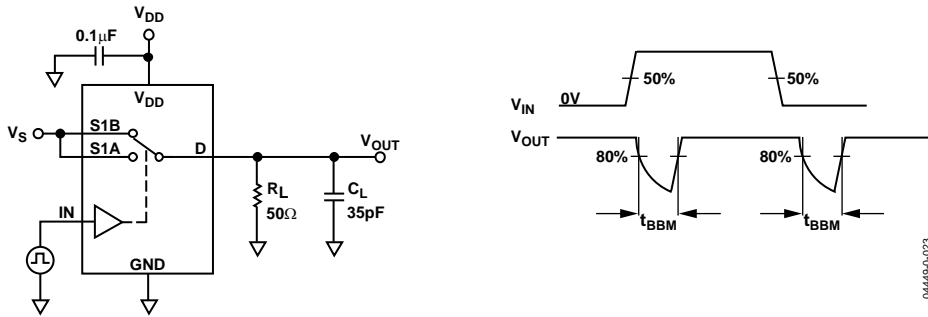 V_DD
0.1μF
V_DD
V_S
S1B
S1A
D
V_OUT
IN
R_L
50Ω
C_L
35pF
GND
50%
50%
V_IN
0V
V_OUT
80%
80%
t_BBM
t_BBM
04449-0-023